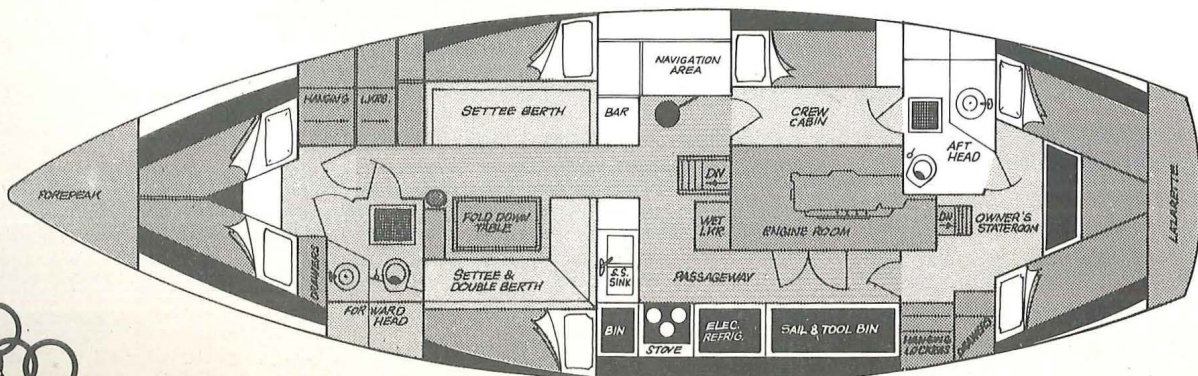 FOREPEAK
HANGING LKRS.
SETTEE BERTH
BAR
NAVIGATION
AREA
CREW
CABIN
AFT
HEAD
DN
WET
LKR.
ENGINE ROOM
DN
OWNER'S
STATEROOM
LAZARETTE
FOLD DOWN
TABLE
SETTEE &
DOUBLE BERTH
S.S.
SINK
PASSAGEWAY
DRAWERS
FORWARD
HEAD
BIN
STOVE
ELEC.
REFRIG.
SAIL & TOOL BIN
HANGING
LOCKERS
DRAWERS